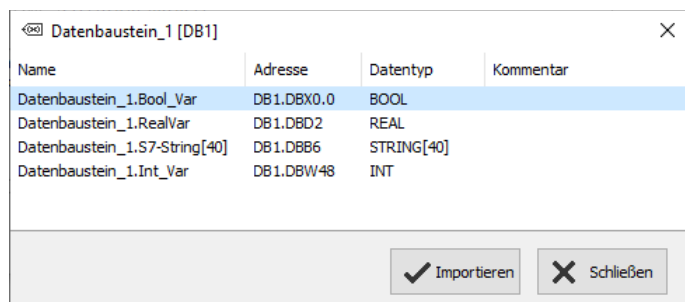 Datenbaustein_1 [DB1]
Name Adresse Datentyp Kommentar
Datenbaustein_1.Bool_Var DB1.DBX0.0 BOOL
Datenbaustein_1.RealVar DB1.DBD2 REAL
Datenbaustein_1.S7-String[40] DB1.DBB6 STRING[40]
Datenbaustein_1.Int_Var DB1.DBW48 INT
Importieren Schließen